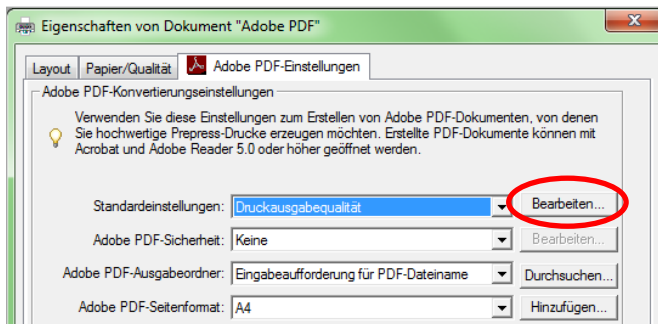 Eigenschaften von Dokument "Adobe PDF"
Layout Papier/Qualität Adobe PDF-Einstellungen
Adobe PDF-Konvertierungseinstellungen
Verwenden Sie diese Einstellungen zum Erstellen von Adobe PDF-Dokumenten, von denen
Sie hochwertige Prepress-Drucke erzeugen möchten. Erstellte PDF-Dokumente können mit
Acrobat und Adobe Reader 5.0 oder höher geöffnet werden.
Standardeinstellungen: Druckausgabequalität Bearbeiten...
Adobe PDF-Sicherheit: Keine Bearbeiten...
Adobe PDF-Ausgabeordner: Eingabeaufforderung für PDF-Dateiname Durchsuchen...
Adobe PDF-Seitenformat: A4 Hinzufügen...